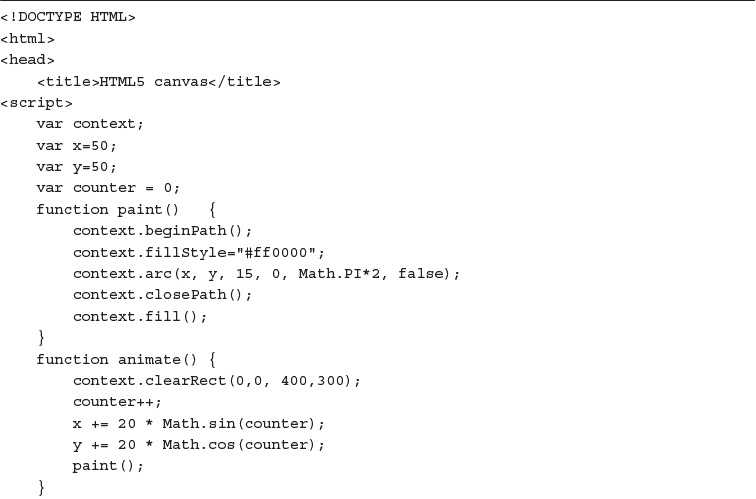 <!DOCTYPE HTML>
<html>
<head>
    <title>HTML5 canvas</title>
<script>
    var context;
    var x=50;
    var y=50;
    var counter = 0;
    function paint()   {
        context.beginPath();
        context.fillStyle="#ff0000";
        context.arc(x, y, 15, 0, Math.PI*2, false);
        context.closePath();
        context.fill();
    }
    function animate() {
        context.clearRect(0,0, 400,300);
        counter++;
        x += 20 * Math.sin(counter);
        y += 20 * Math.cos(counter);
        paint();
    }